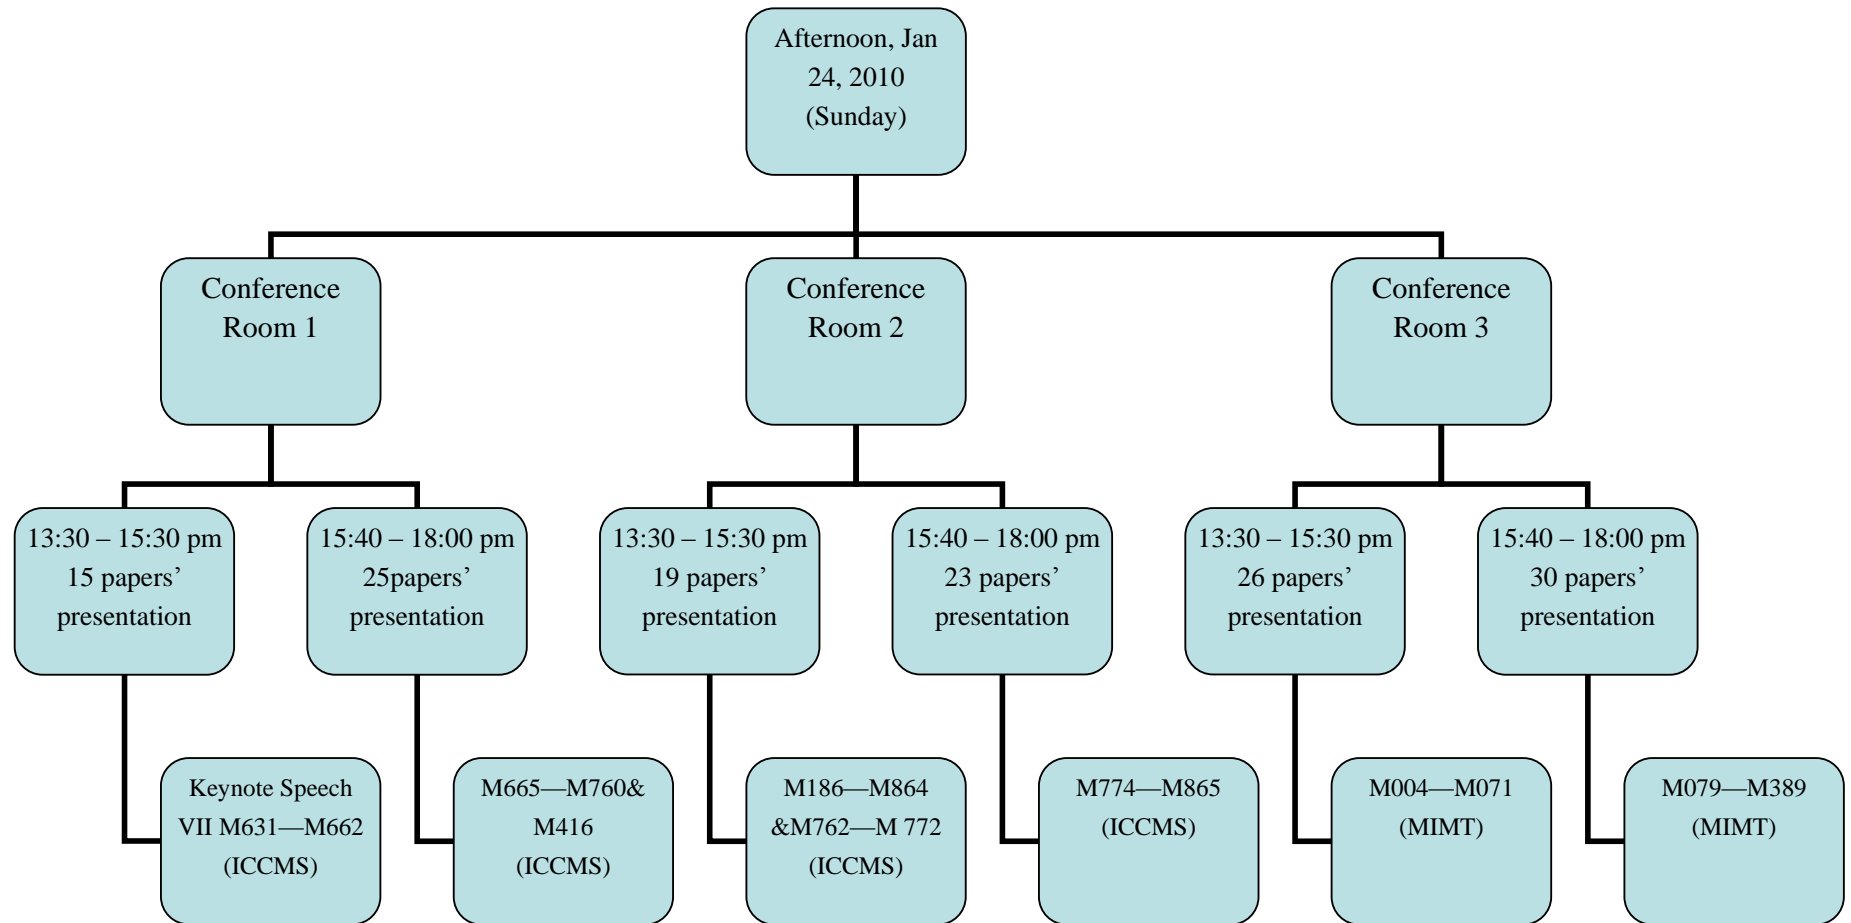 Afternoon, Jan
24, 2010
(Sunday)
Conference
Room 1
Conference
Room 2
Conference
Room 3
13:30 – 15:30 pm
15 papers’
presentation
15:40 – 18:00 pm
25papers’
presentation
13:30 – 15:30 pm
19 papers’
presentation
15:40 – 18:00 pm
23 papers’
presentation
13:30 – 15:30 pm
26 papers’
presentation
15:40 – 18:00 pm
30 papers’
presentation
Keynote Speech
VII M631—M662
(ICCMS)
M665—M760&
M416
(ICCMS)
M186—M864
&M762—M 772
(ICCMS)
M774—M865
(ICCMS)
M004—M071
(MIMT)
M079—M389
(MIMT)